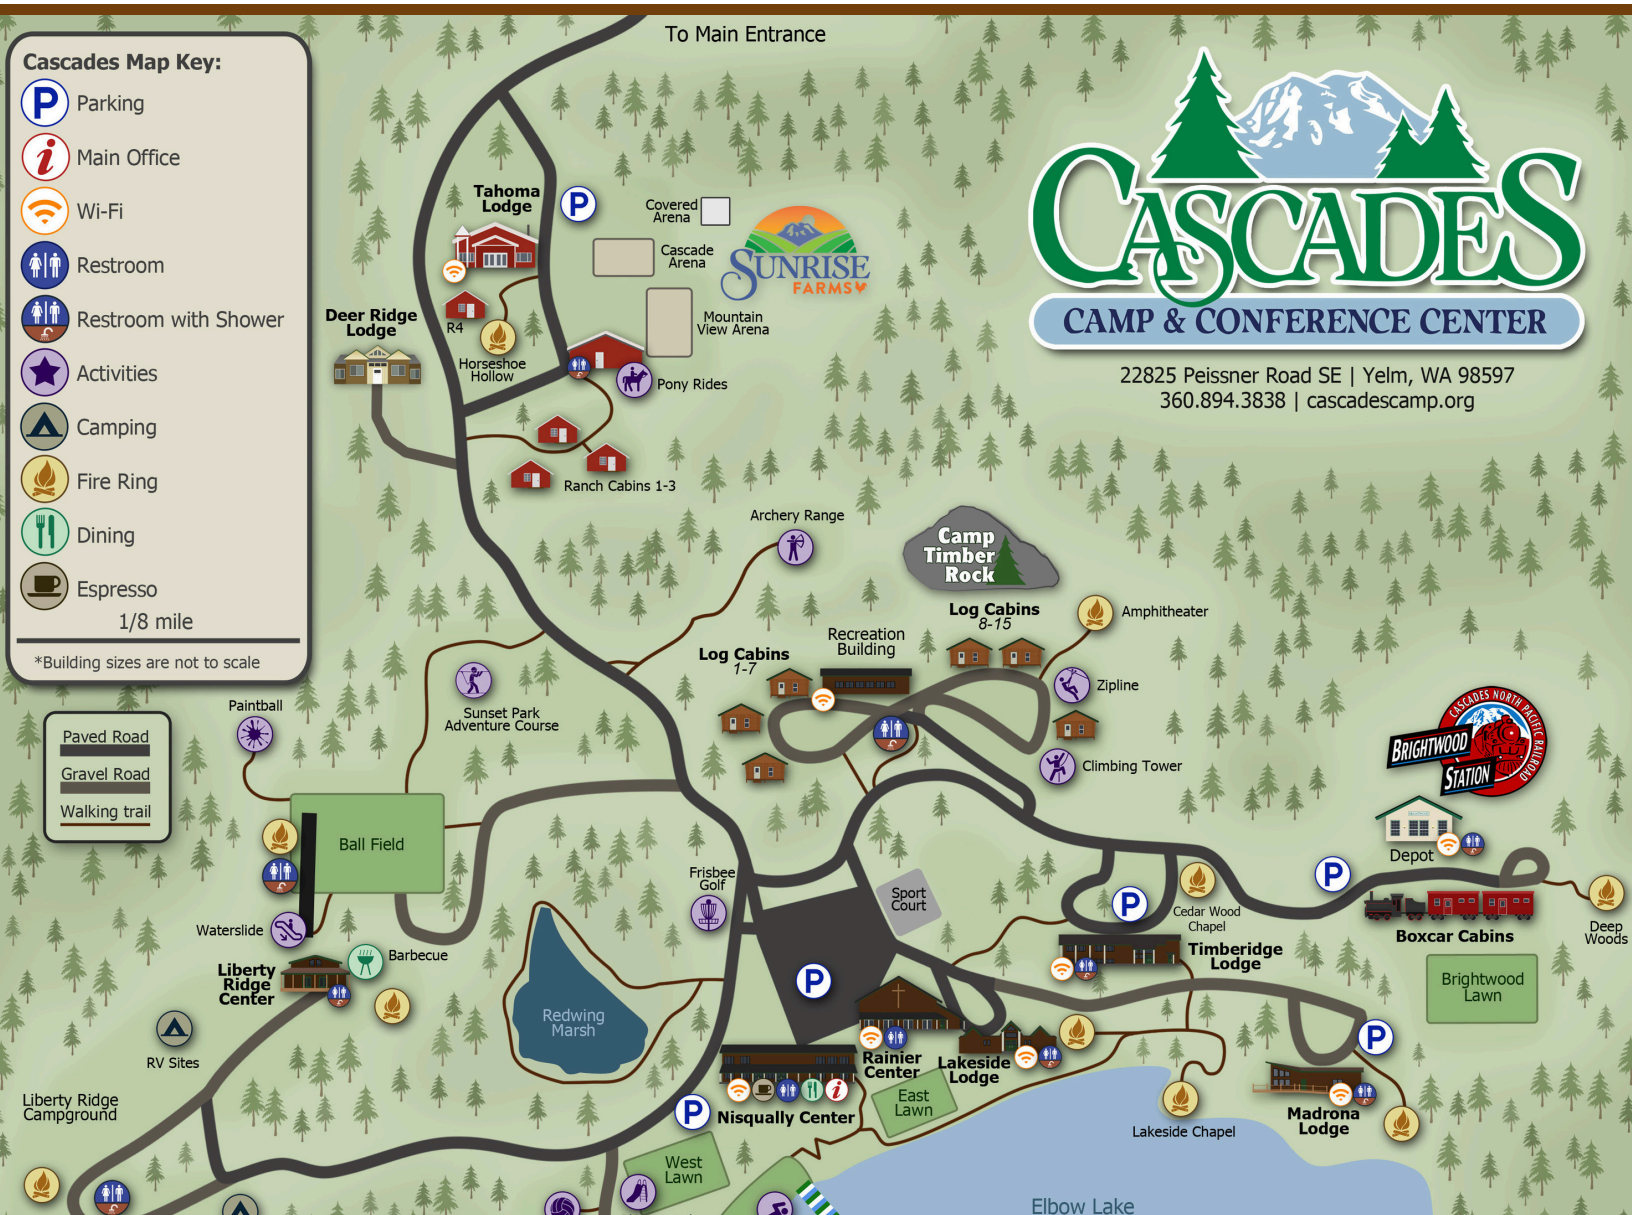 To Main Entrance
Cascades Map Key:
P
Parking
i
Main Office
Wi-Fi
Restroom
Restroom with Shower
Activities
Camping
Fire Ring
Dining
Espresso
1/8 mile
*Building sizes are not to scale
Paved Road
Gravel Road
Walking trail
CASCADES
CAMP & CONFERENCE CENTER
22825 Peissner Road SE | Yelm, WA 98597
360.894.3838 | cascadescamp.org
Tahoma
Lodge
P
Covered
Arena
Cascade
Arena
SUNRISE
FARMS
Mountain
View Arena
R4
Horseshoe
Hollow
Pony Rides
Deer Ridge
Lodge
Ranch Cabins 1-3
Archery Range
Camp
Timber
Rock
Log Cabins
8-15
Amphitheater
Recreation
Building
Log Cabins
1-7
Zipline
Climbing Tower
Sunset Park
Adventure Course
Paintball
Ball Field
CASCADES NORTH PACIFIC RAILROAD
BRIGHTWOOD
STATION
Depot
P
Boxcar Cabins
Deep
Woods
Brightwood
Lawn
Frisbee
Golf
Sport
Court
P
Cedar Wood
Chapel
Timberidge
Lodge
Waterslide
Barbecue
Liberty
Ridge
Center
RV Sites
Redwing
Marsh
P
Rainier
Center
Lakeside
Lodge
P
Madrona
Lodge
Lakeside Chapel
East
Lawn
i
P
Nisqually Center
Liberty Ridge
Campground
West
Lawn
Elbow Lake